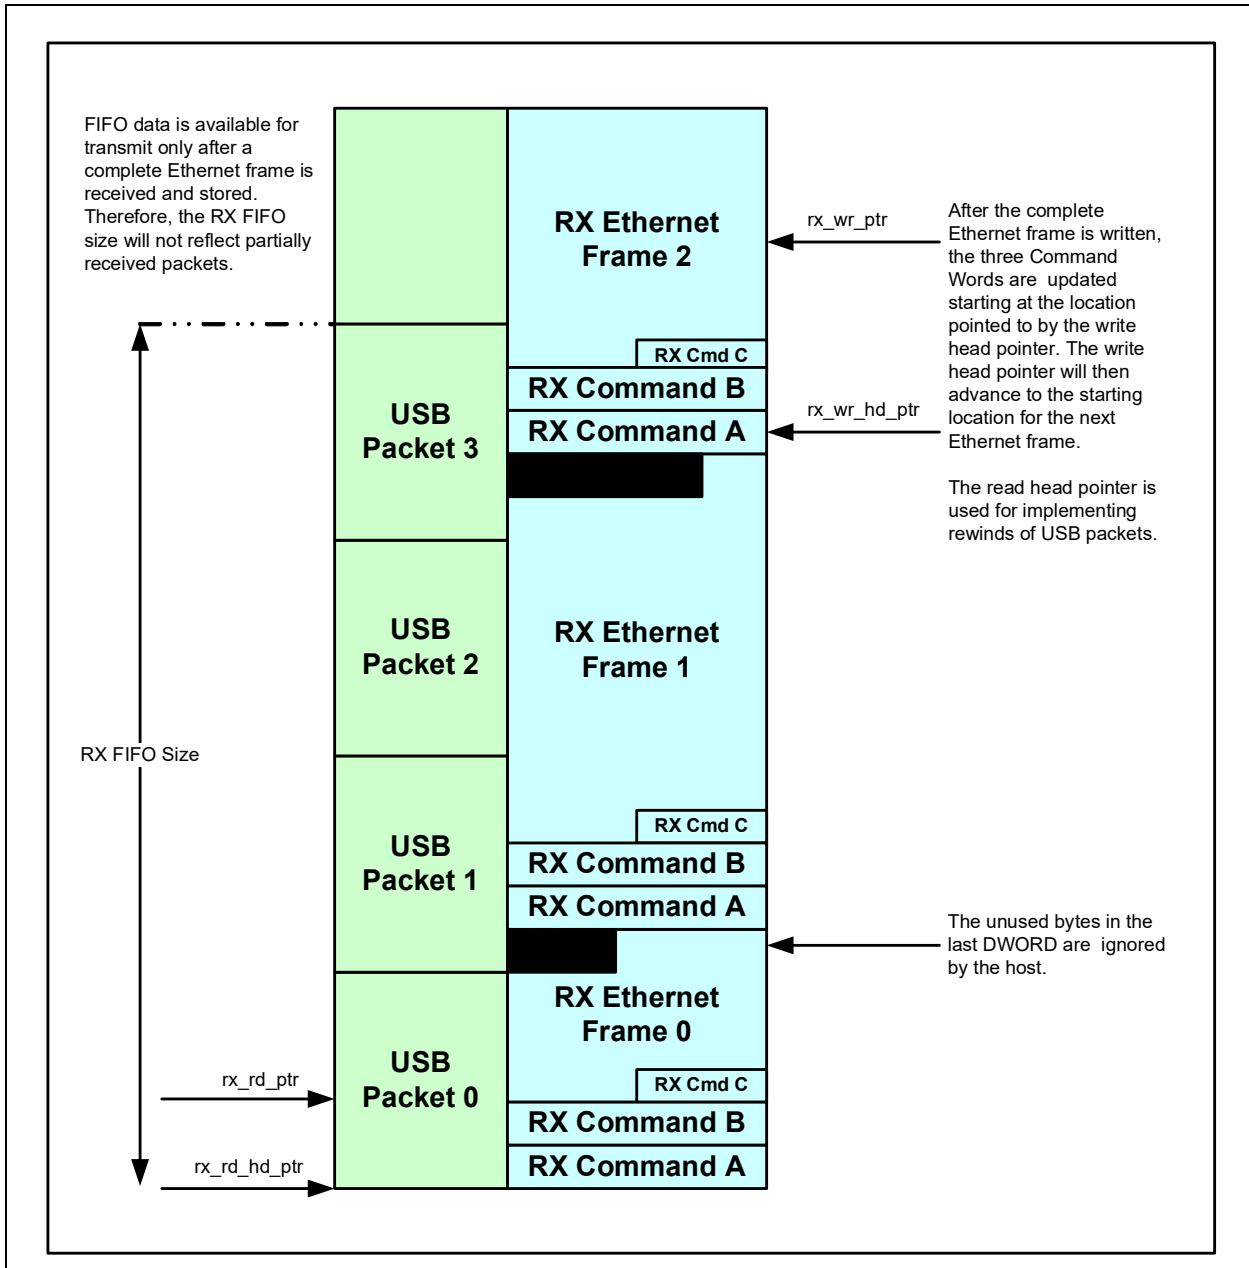 FIFO data is available for
transmit only after a
complete Ethernet frame is
received and stored.
Therefore, the RX FIFO
size will not reflect partially
received packets.
RX Ethernet
Frame 2
rx_wr_ptr
After the complete
Ethernet frame is written,
the three Command
Words are updated
starting at the location
pointed to by the write
head pointer. The write
head pointer will then
advance to the starting
location for the next
Ethernet frame.
The read head pointer is
used for implementing
rewinds of USB packets.
RX Cmd C
RX Command B
RX Command A
rx_wr_hd_ptr
USB
Packet 3
USB
Packet 2
RX Ethernet
Frame 1
RX FIFO Size
USB
Packet 1
RX Cmd C
RX Command B
RX Command A
The unused bytes in the
last DWORD are ignored
by the host.
RX Ethernet
Frame 0
USB
Packet 0
rx_rd_ptr
RX Cmd C
RX Command B
RX Command A
rx_rd_hd_ptr